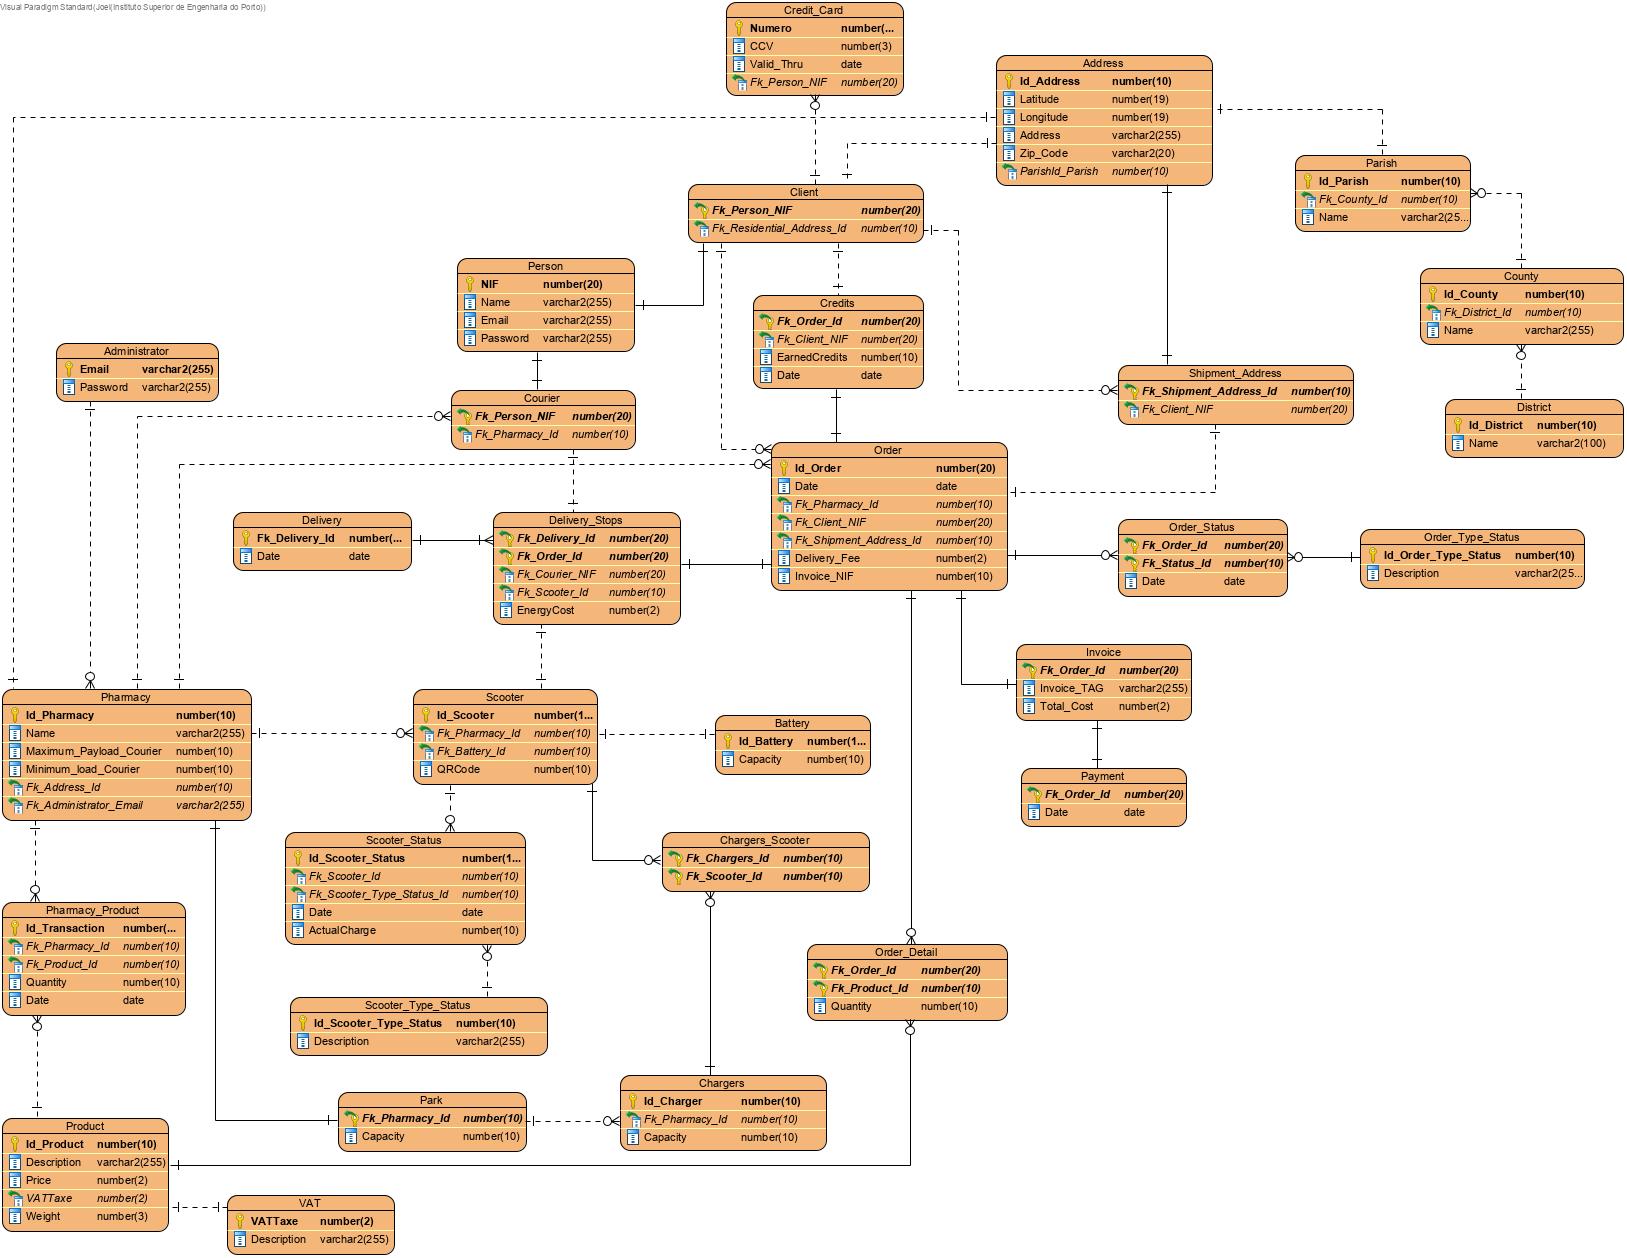 Visual Paradigm Standard(Joel(Instituto Superior de Engenharia do Porto))
Credit_Card
Numero number(...
CCV number(3)
Valid_Thru date
Fk_Person_NIF number(20)
Address
Id_Address number(10)
Latitude number(19)
Longitude number(19)
Address varchar2(255)
Zip_Code varchar2(20)
ParishId_Parish number(10)
Parish
Id_Parish number(10)
Fk_County_Id number(10)
Name varchar2(25...
Client
Fk_Person_NIF number(20)
Fk_Residential_Address_Id number(10)
Person
NIF number(20)
Name varchar2(255)
Email varchar2(255)
Password varchar2(255)
County
Id_County number(10)
Fk_District_Id number(10)
Name varchar2(255)
Credits
Fk_Order_Id number(20)
Fk_Client_NIF number(20)
EarnedCredits number(10)
Date date
Administrator
Email varchar2(255)
Password varchar2(255)
Shipment_Address
Fk_Shipment_Address_Id number(10)
Fk_Client_NIF number(20)
Courier
Fk_Person_NIF number(20)
Fk_Pharmacy_Id number(10)
District
Id_District number(10)
Name varchar2(100)
Order
Id_Order number(20)
Date date
Fk_Pharmacy_Id number(10)
Fk_Client_NIF number(20)
Fk_Shipment_Address_Id number(10)
Delivery_Fee number(2)
Invoice_NIF number(10)
Delivery
Fk_Delivery_Id number(...
Date date
Delivery_Stops
Fk_Delivery_Id number(20)
Fk_Order_Id number(20)
Fk_Courier_NIF number(20)
Fk_Scooter_Id number(10)
EnergyCost number(2)
Order_Status
Fk_Order_Id number(20)
Fk_Status_Id number(10)
Date date
Order_Type_Status
Id_Order_Type_Status number(10)
Description varchar2(25...
Invoice
Fk_Order_Id number(20)
Invoice_TAG varchar2(255)
Total_Cost number(2)
Pharmacy
Id_Pharmacy number(10)
Name varchar2(255)
Maximum_Payload_Courier number(10)
Minimum_load_Courier number(10)
Fk_Address_Id number(10)
Fk_Administrator_Email varchar2(255)
Scooter
Id_Scooter number(1...
Fk_Pharmacy_Id number(10)
Fk_Battery_Id number(10)
QRCode number(10)
Battery
Id_Battery number(1...
Capacity number(10)
Payment
Fk_Order_Id number(20)
Date date
Scooter_Status
Id_Scooter_Status number(1...
Fk_Scooter_Id number(10)
Fk_Scooter_Type_Status_Id number(10)
Date date
ActualCharge number(10)
Chargers_Scooter
Fk_Chargers_Id number(10)
Fk_Scooter_Id number(10)
Pharmacy_Product
Id_Transaction number(...
Fk_Pharmacy_Id number(10)
Fk_Product_Id number(10)
Quantity number(10)
Date date
Order_Detail
Fk_Order_Id number(20)
Fk_Product_Id number(10)
Quantity number(10)
Scooter_Type_Status
Id_Scooter_Type_Status number(10)
Description varchar2(255)
Chargers
Id_Charger number(10)
Fk_Pharmacy_Id number(10)
Capacity number(10)
Park
Fk_Pharmacy_Id number(10)
Capacity number(10)
Product
Id_Product number(10)
Description varchar2(255)
Price number(2)
VATTaxe number(2)
Weight number(3)
VAT
VATTaxe number(2)
Description varchar2(255)